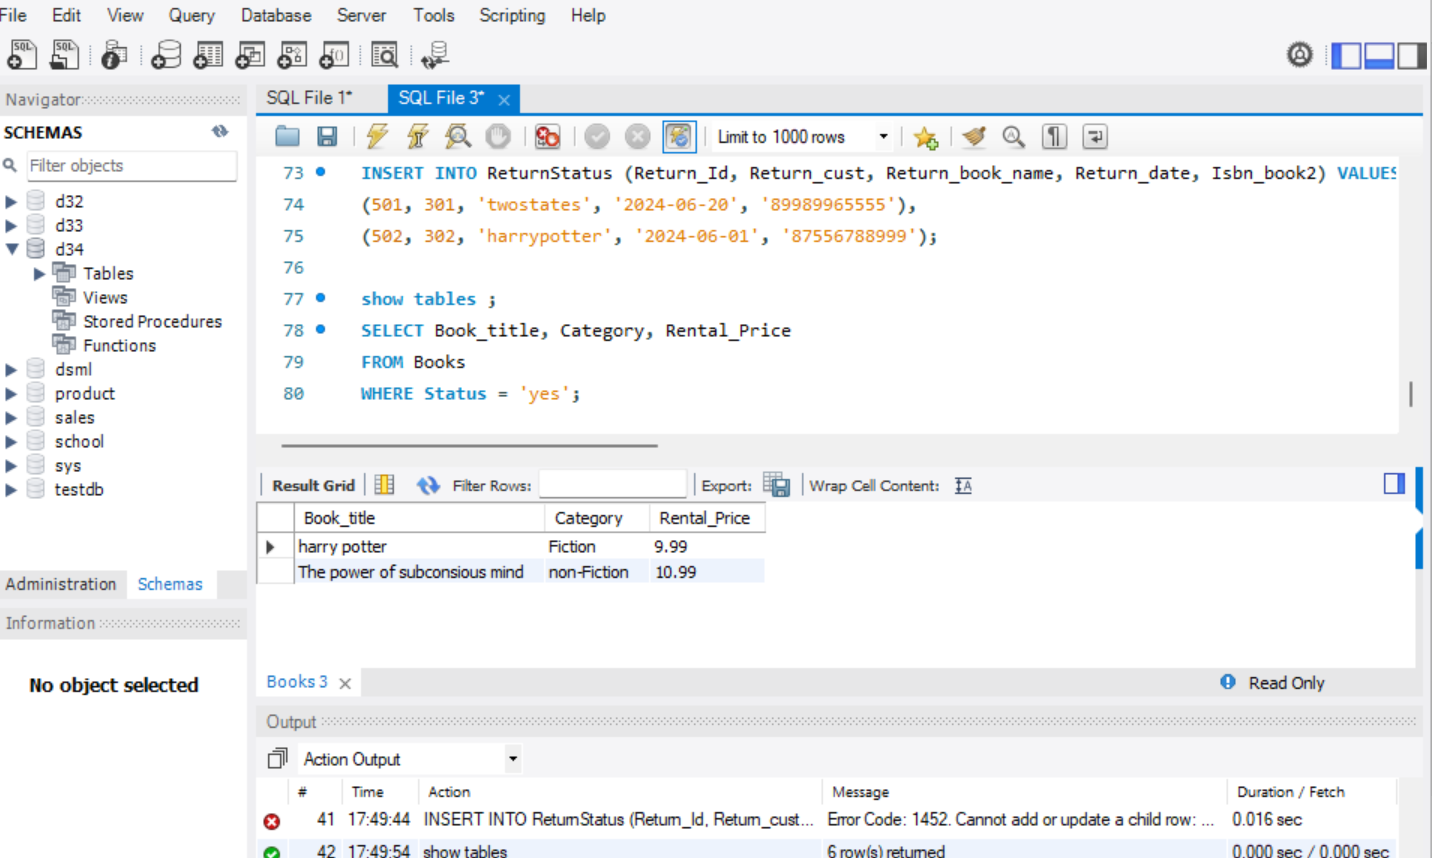 File Edit View Query Database Server Tools Scripting Help
Navigator
SCHEMAS
Filter objects
d32
d33
d34
Tables
Views
Stored Procedures
Functions
dsml
product
sales
school
sys
testdb
Administration Schemas
Information
No object selected
SQL File 1* SQL File 3*
Limit to 1000 rows
73 INSERT INTO ReturnStatus (Return_Id, Return_cust, Return_book_name, Return_date, Isbn_book2) VALUES
74 (501, 301, 'twostates', '2024-06-20', '89989965555'),
75 (502, 302, 'harrypotter', '2024-06-01', '87556788999');
76
77 show tables ;
78 SELECT Book_title, Category, Rental_Price
79 FROM Books
80 WHERE Status = 'yes';
Result Grid Filter Rows: Export: Wrap Cell Content:
Book_title Category Rental_Price
harry potter Fiction 9.99
The power of subconsious mind non-Fiction 10.99
Books 3 Read Only
Output
Action Output
# Time Action Message Duration / Fetch
41 17:49:44 INSERT INTO ReturnStatus (Return_Id, Return_cust... Error Code: 1452. Cannot add or update a child row: ... 0.016 sec
42 17:49:54 show tables 6 row(s) returned 0.000 sec / 0.000 sec